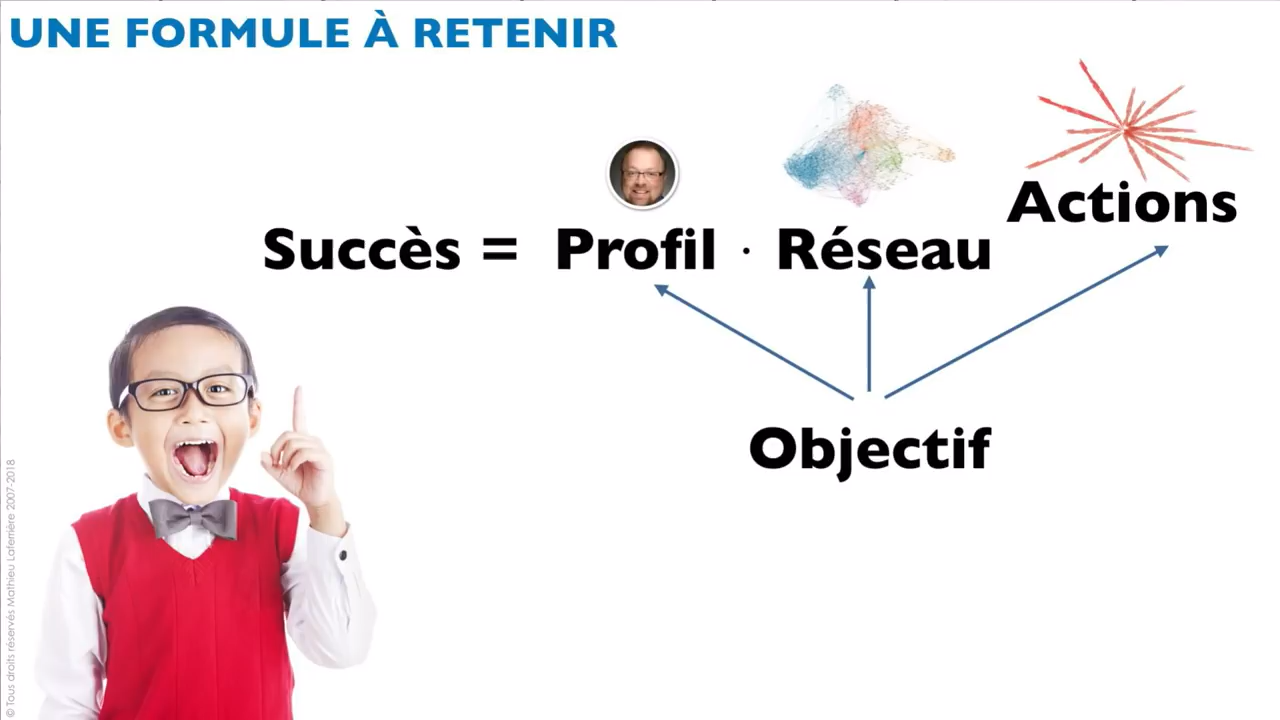 UNE FORMULE À RETENIR
Actions
Succès = Profil · Réseau
Objectif
© Tous droits réservés Mathieu Laferrière 2007-2018